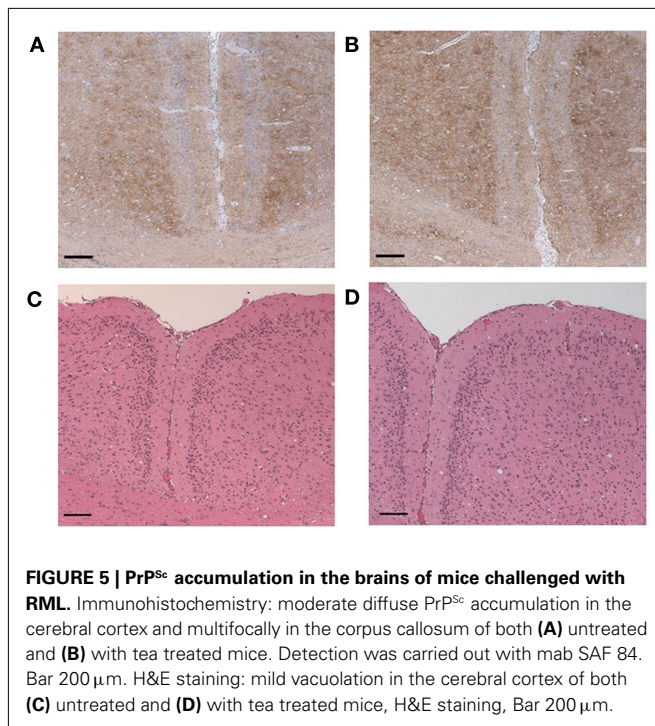 A
B
C
D
FIGURE 5 | PrPSc accumulation in the brains of mice challenged with
RML. Immunohistochemistry: moderate diffuse PrPSc accumulation in the
cerebral cortex and multifocally in the corpus callosum of both (A) untreated
and (B) with tea treated mice. Detection was carried out with mab SAF 84.
Bar 200 μm. H&E staining: mild vacuolation in the cerebral cortex of both
(C) untreated and (D) with tea treated mice, H&E staining, Bar 200 μm.